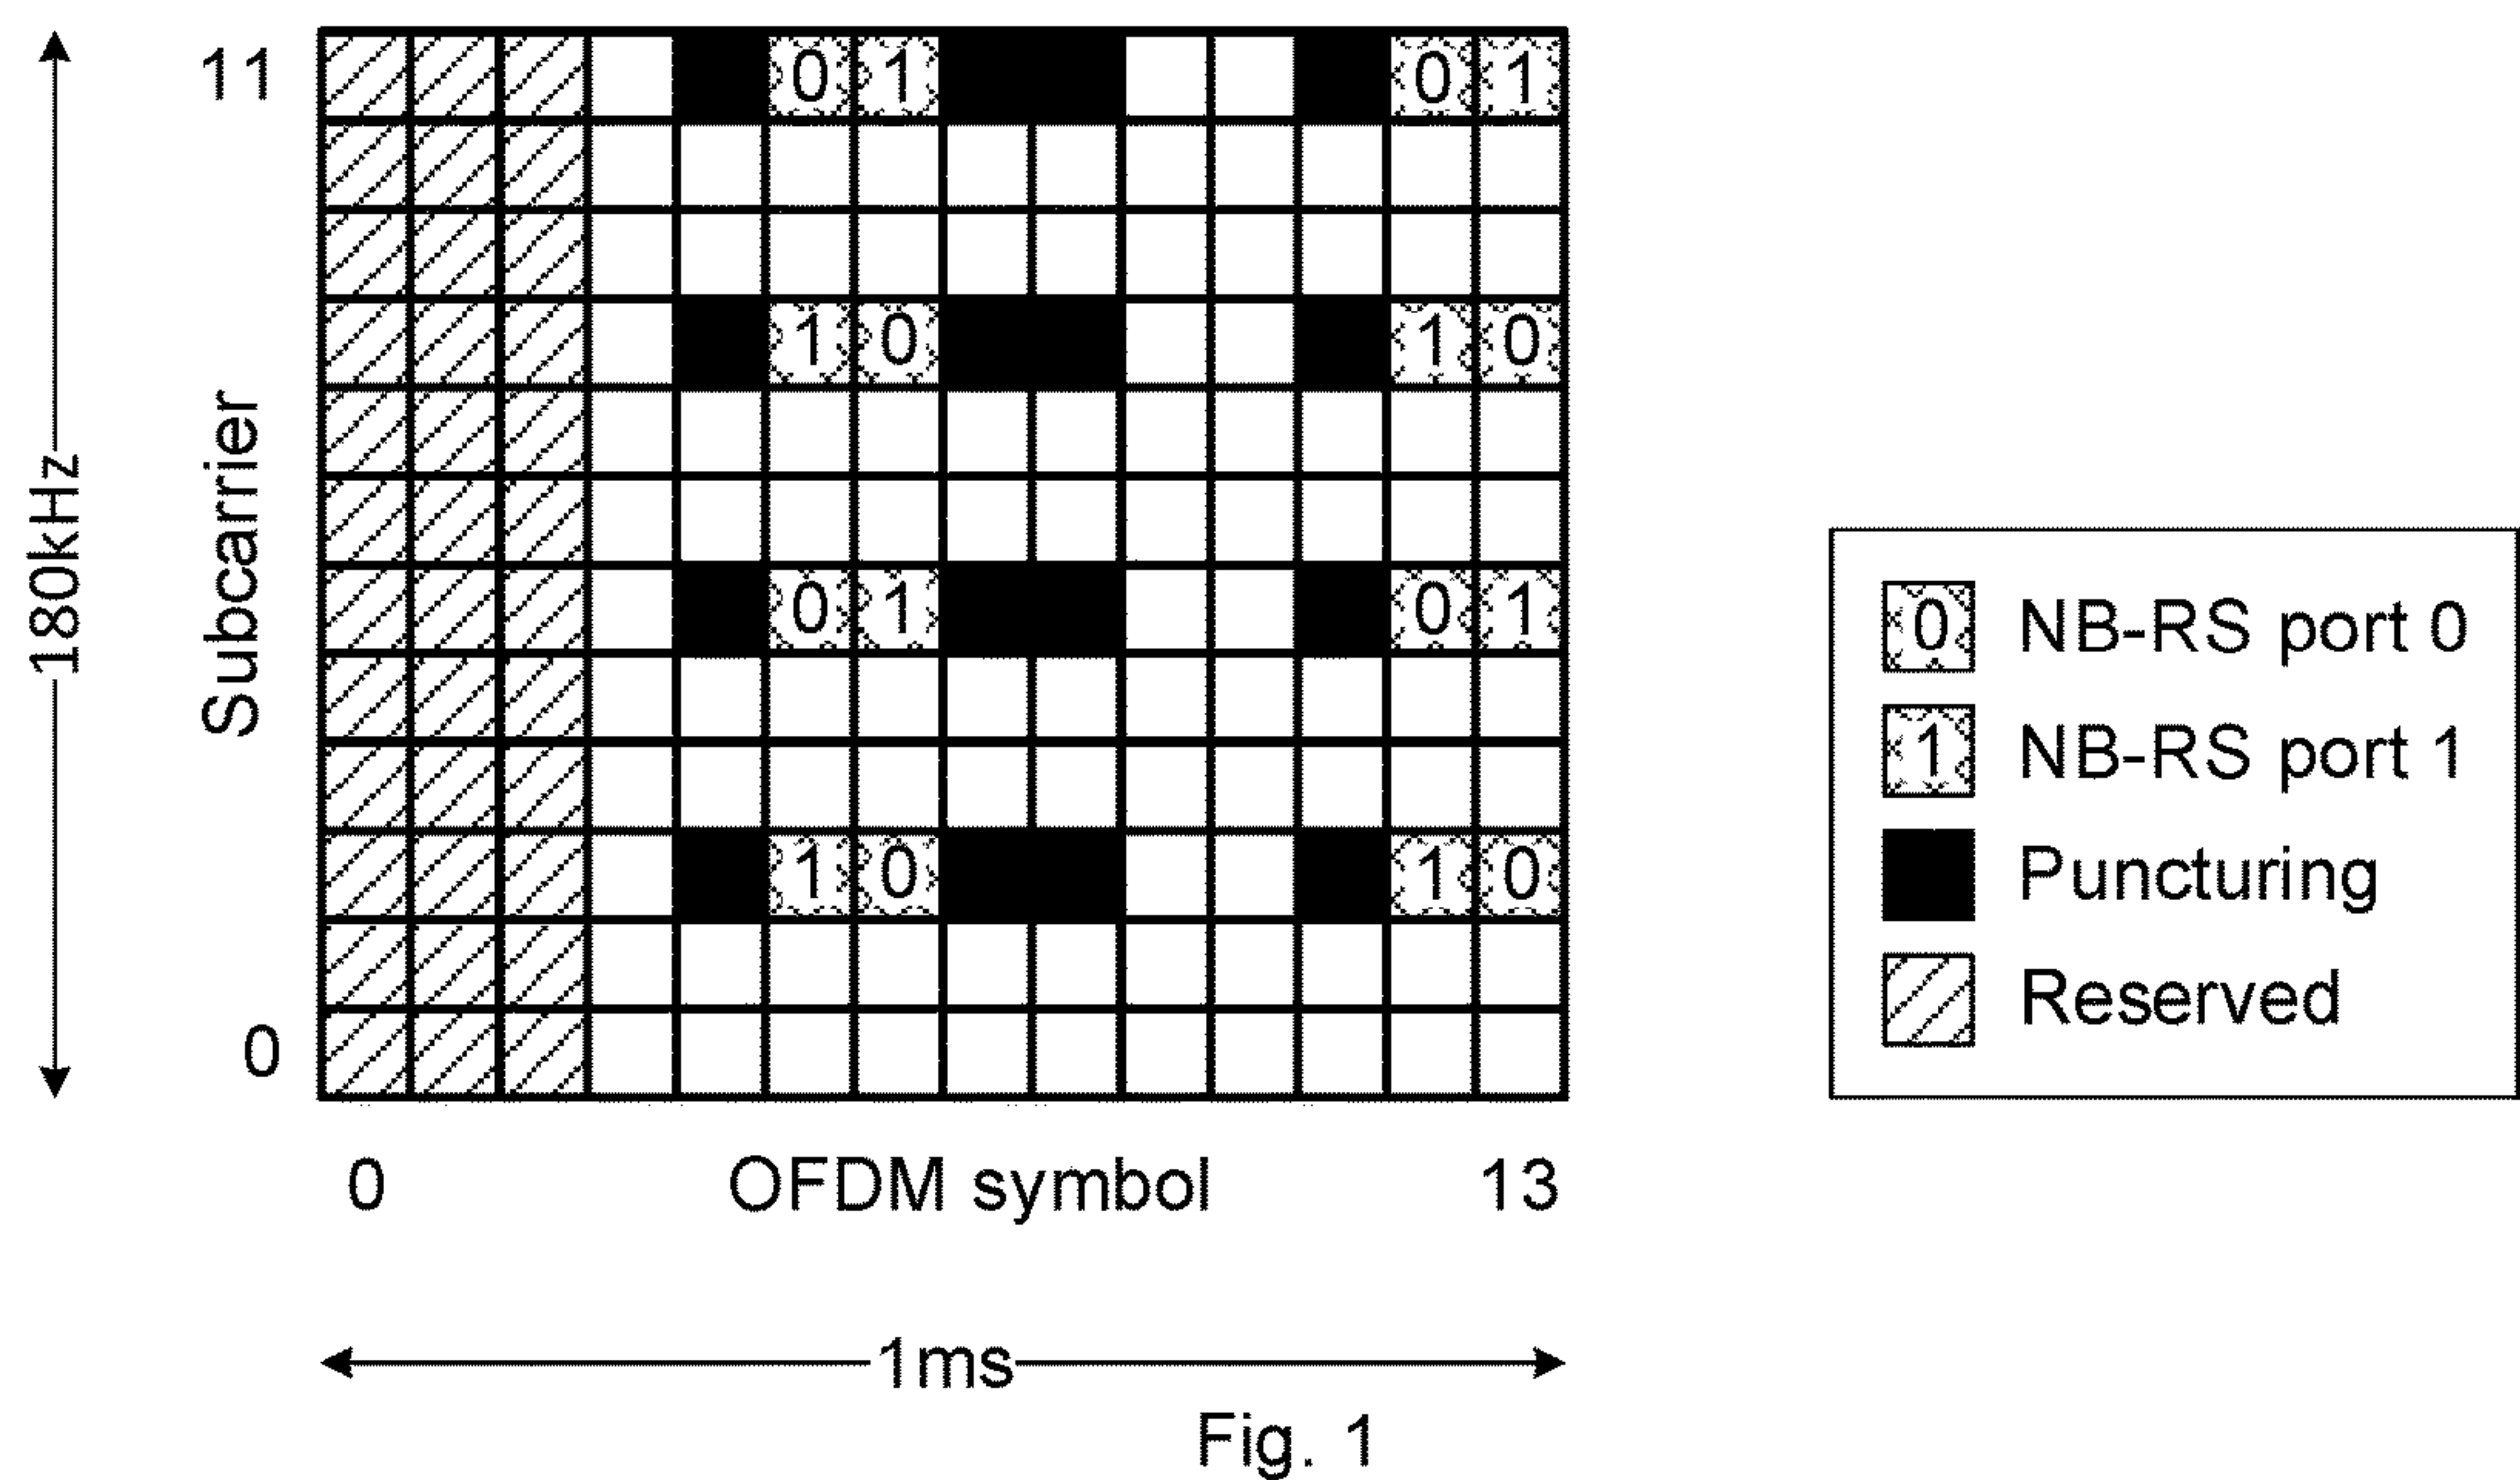 11
0 1 0 1
1 0 1 0
0 1 0 1
1 0 1 0
0
180kHz
Subcarrier
0 OFDM symbol 13
1ms
0 NB-RS port 0
1 NB-RS port 1
Puncturing
Reserved
Fig. 1